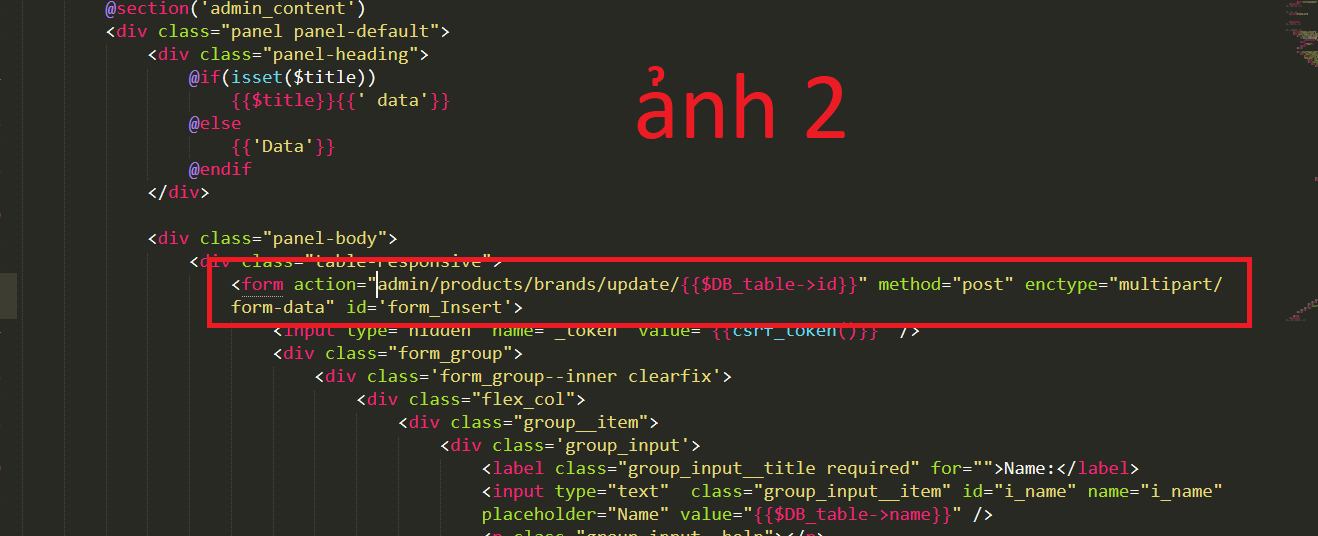 @section('admin_content')
<div class="panel panel-default">
<div class="panel-heading">
@if(isset($title))
{{$title}}{{' data'}}
@else
{{'Data'}}
@endif
</div>
ảnh 2
<div class="panel-body">
<div class="table-responsive">
<form action="admin/products/brands/update/{{$DB_table->id}}" method="post" enctype="multipart/
form-data" id='form_Insert'>
<input type="hidden" name="_token" value="{{csrf_token()}}" />
<div class="form_group">
<div class='form_group--inner clearfix'>
<div class="flex_col">
<div class="group__item">
<div class='group_input'>
<label class="group_input__title required" for="">Name:</label>
<input type="text" class="group_input__item" id="i_name" name="i_name"
placeholder="Name" value="{{$DB_table->name}}" />
<p class="group_input__help"></p>